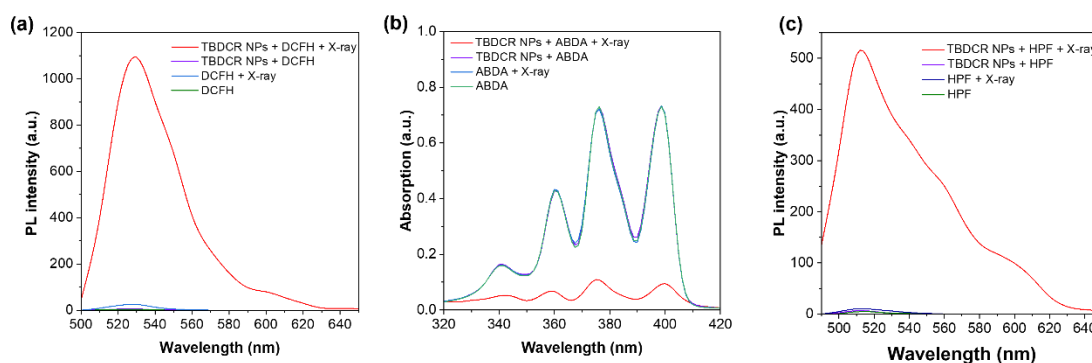 (a)
TBDCR NPs + DCFH + X-ray
TBDCR NPs + DCFH
DCFH + X-ray
DCFH
PL intensity (a.u.)
1200
1000
800
600
400
200
0
500 520 540 560 580 600 620 640
Wavelength (nm)
(b)
TBDCR NPs + ABDA + X-ray
TBDCR NPs + ABDA
ABDA + X-ray
ABDA
Absorption (a.u.)
1.0
0.8
0.6
0.4
0.2
0.0
320 340 360 380 400 420
Wavelength (nm)
(c)
TBDCR NPs + HPF + X-ray
TBDCR NPs + HPF
HPF + X-ray
HPF
PL intensity (a.u.)
500
400
300
200
100
0
500 520 540 560 580 600 620 640
Wavelength (nm)